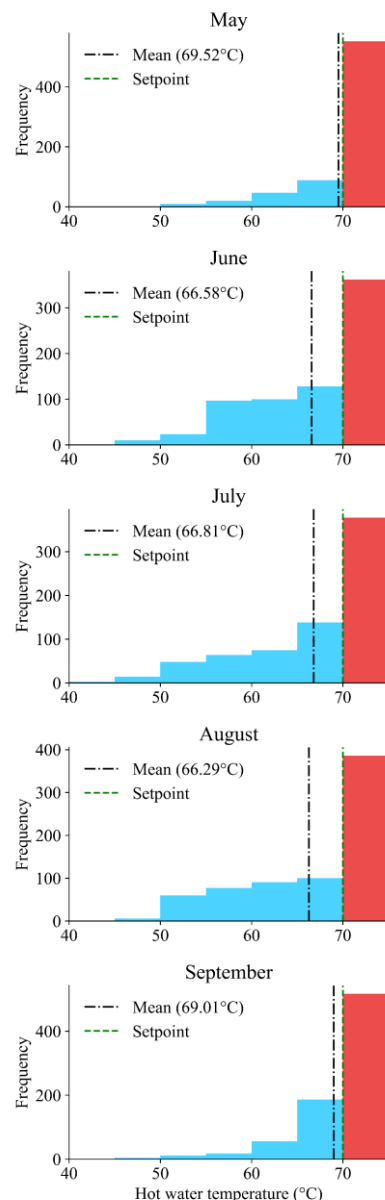 May
Mean (69.52°C)
Setpoint
Frequency
400
200
0
40
50
60
70
June
Mean (66.58°C)
Setpoint
Frequency
300
200
100
0
40
50
60
70
July
Mean (66.81°C)
Setpoint
Frequency
300
200
100
0
40
50
60
70
August
Mean (66.29°C)
Setpoint
Frequency
400
300
200
100
0
40
50
60
70
September
Mean (69.01°C)
Setpoint
Frequency
400
200
0
40
50
60
70
Hot water temperature (°C)